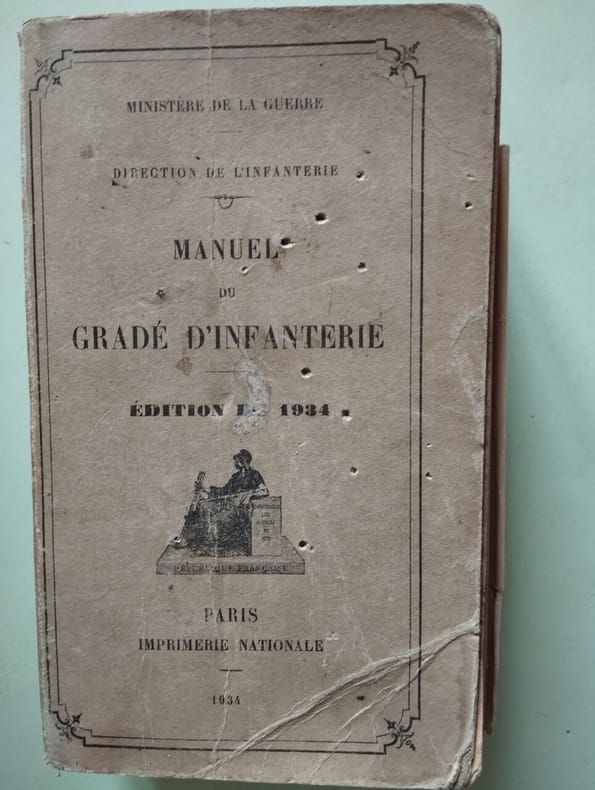 MINISTÈRE DE LA GUERRE
DIRECTION DE L'INFANTERIE
MANUEL
DU
GRADÉ D'INFANTERIE
ÉDITION DE 1934
RÉPUBLIQUE FRANÇAISE
PARIS
IMPRIMERIE NATIONALE
1934